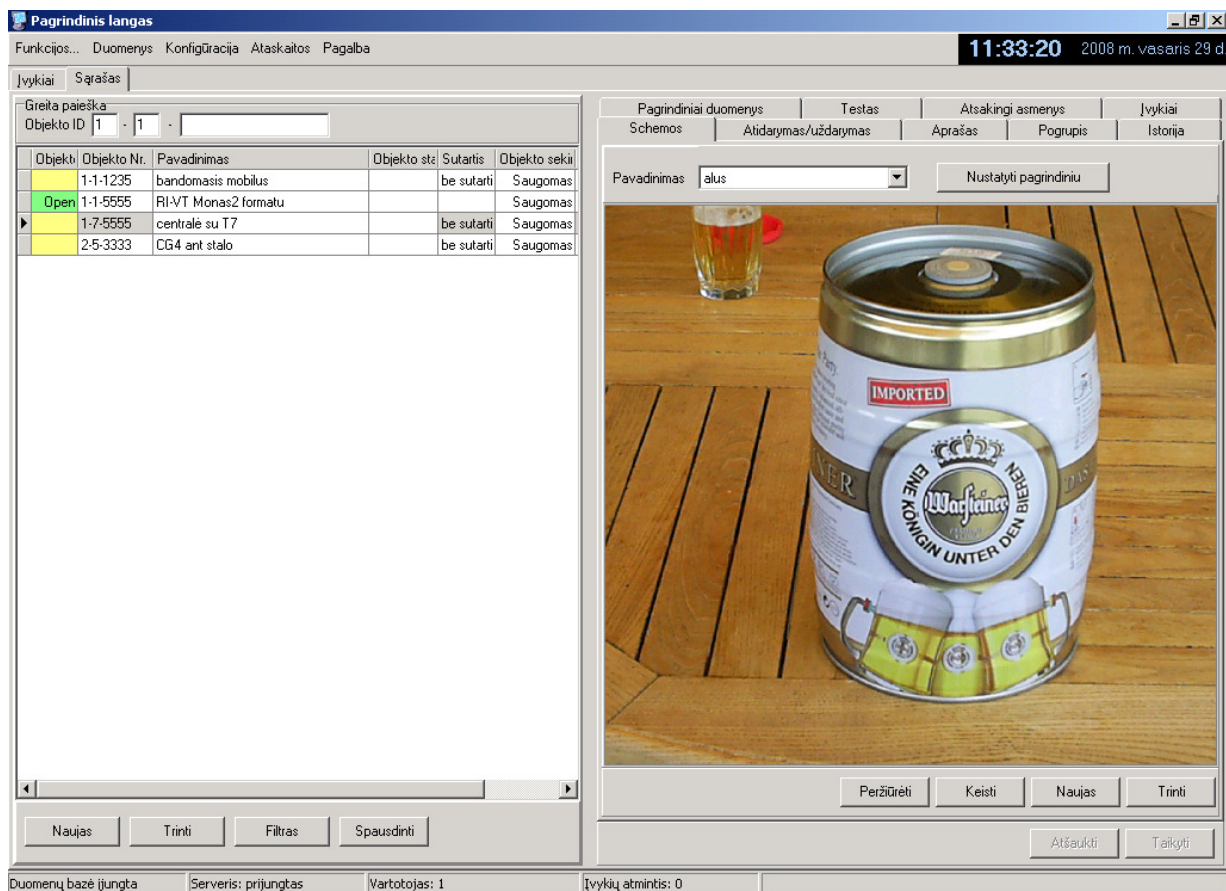 Pagrindinis langas
Funkcijos... Duomenys Konfigūracija Ataskaitos Pagalba
11:33:20 2008 m. vasaris 29 d.
Įvykiai Sąrašas
Greita paieška
Objekto ID 1 - 1 -
Objekto Nr. Pavadinimas Objekto Sutartis Objekto
1-1-1235 bandomasis mobilus be sutarti Saugomas
Open 1-1-5555 RI-VT Monas2 formatu Saugomas
1-7-5555 centralė su T7 be sutarti Saugomas
2-5-3333 CG4 ant stalo be sutarti Saugomas
Naujas Trinti Filtras Spausdinti
Pagrindiniai duomenys Testas Atsakingi asmenys Įvykiai
Schemos Atidarymas/uždarymas Aprašas Pogrupis Istorija
Pavadinimas alus Nustatyti pagrindiniu
Party.
IMPORTED
NER DAS
EINE KÖNIGIN UNTER DEN BIEREN
Warsteiner
Peržiūrėti Keisti Naujas Trinti
Atšaukti Taikyti
Duomenų bazė įjungta Serveris: prijungtas Vartotojas: 1 Įvykių atmintis: 0